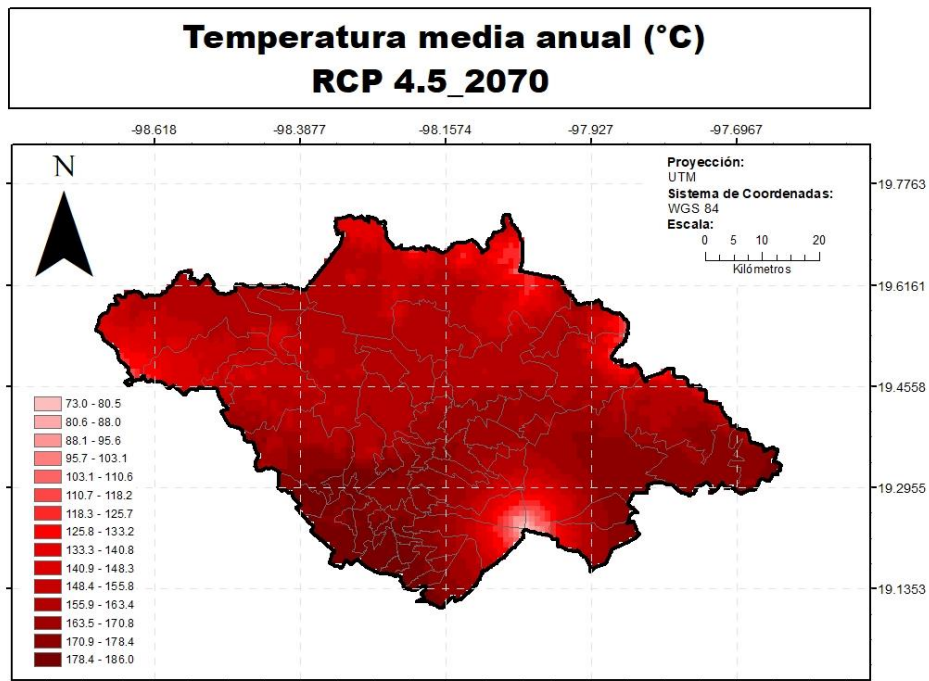 Temperatura media anual (°C)
RCP 4.5_2070
-98.618
-98.3877
-98.1574
-97.927
-97.6967
N
Proyección:
UTM
Sistema de Coordenadas:
WGS 84
Escala:
0 5 10 20
Kilómetros
19.7763
19.6161
19.4558
19.2955
19.1353
73.0 - 80.5
80.6 - 88.0
88.1 - 95.6
95.7 - 103.1
103.1 - 110.6
110.7 - 118.2
118.3 - 125.7
125.8 - 133.2
133.3 - 140.8
140.9 - 148.3
148.4 - 155.8
155.9 - 163.4
163.5 - 170.8
170.9 - 178.4
178.4 - 186.0